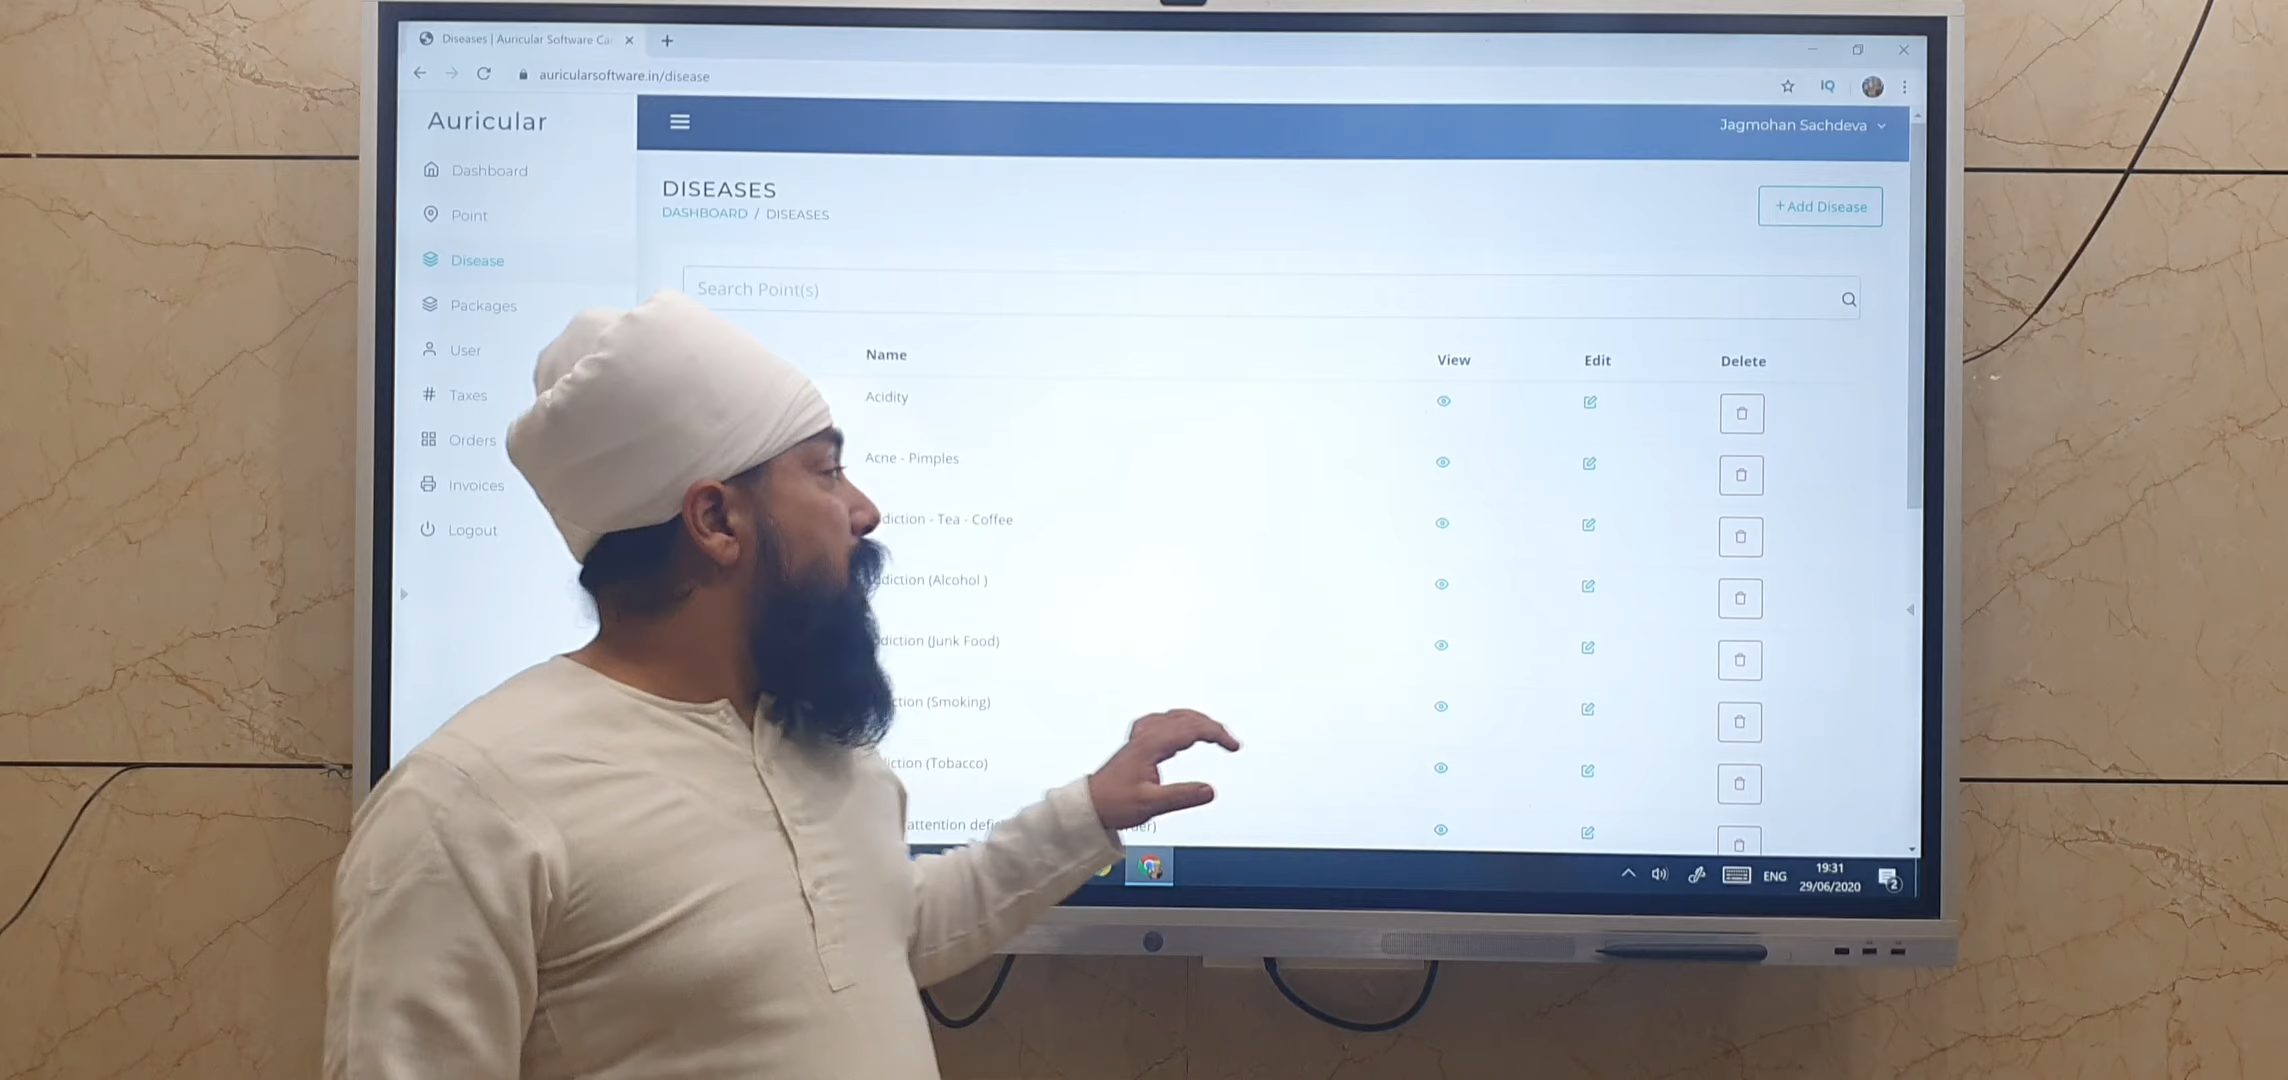 Diseases | Auricular Software Ca
auricularsoftware.in/disease
IQ
Auricular
Jagmohan Sachdeva
Dashboard
Point
Disease
Packages
User
Taxes
Orders
Invoices
Logout
DISEASES
DASHBOARD / DISEASES
+Add Disease
Search Point(s)
Name View Edit Delete
Acidity
Acne - Pimples
diction - Tea - Coffee
diction (Alcohol )
diction (Junk Food)
ction (Smoking)
iction (Tobacco)
attention defi
ENG
19:31
29/06/2020
2